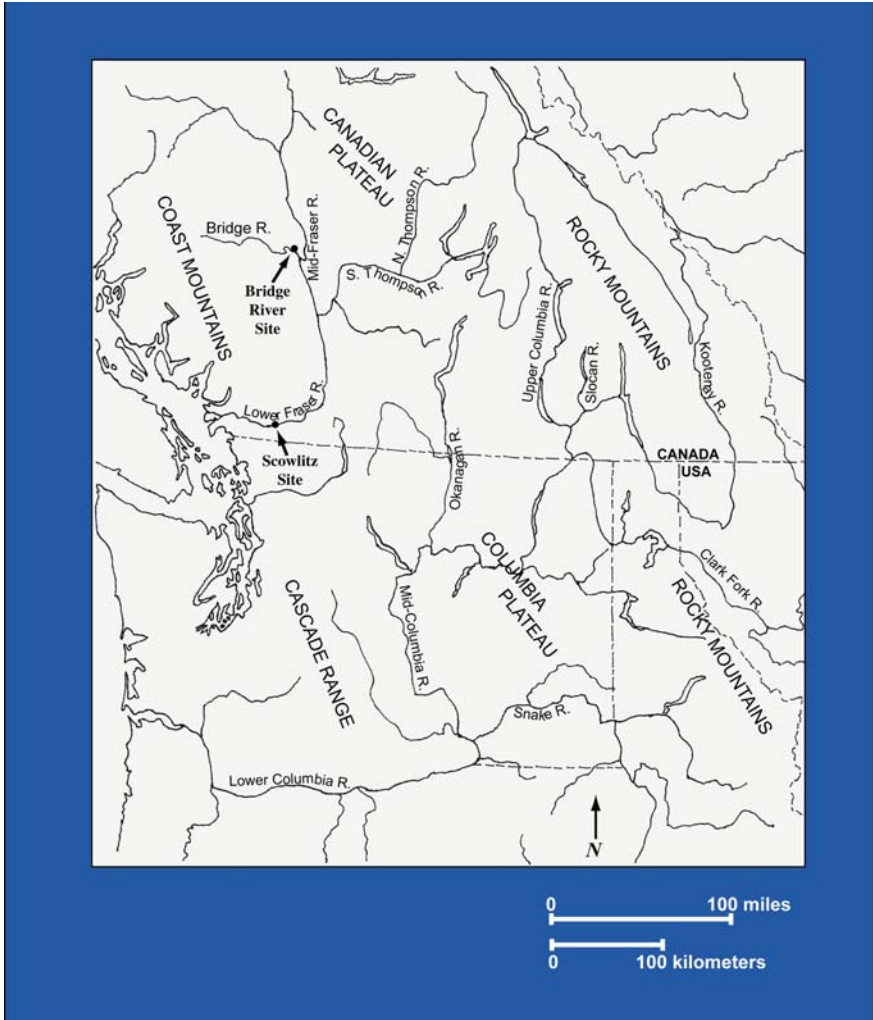 CANADIAN
PLATEAU
COAST MOUNTAINS
Bridge R.
Mid-Fraser R.
N. Thompson R.
S. Thompson R.
ROCKY MOUNTAINS
Bridge
River
Site
Upper Columbia R.
Slocan R.
Kootenay R.
Lower Fraser R.
Scowlitz
Site
CANADA
USA
Okanagan R.
COLUMBIA
PLATEAU
Clark Fork R.
ROCKY MOUNTAINS
CASCADE RANGE
Mid-Columbia R.
Snake R.
Lower Columbia R.
N
0 100 miles
0 100 kilometers